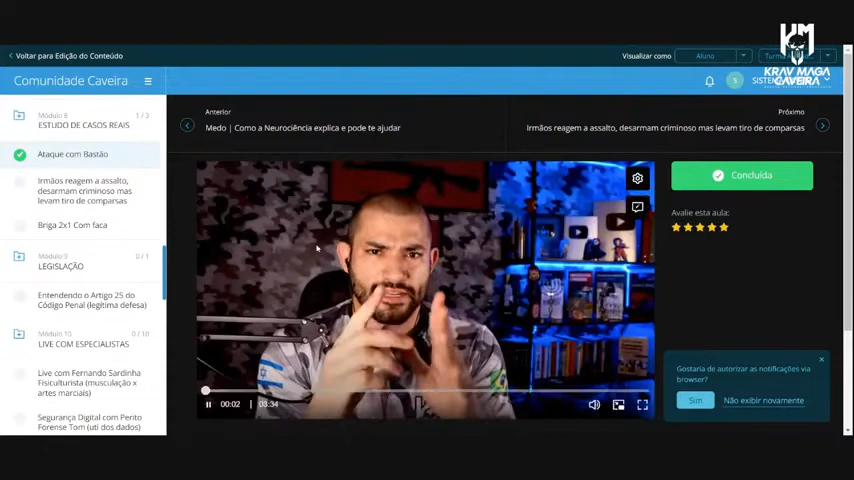 KM
Voltar para Edição do Conteúdo
Visualizar como
Aluno
KRAV MAGA
CAVEIRA
Comunidade Caveira
Módulo 8
1 / 3
ESTUDO DE CASOS REAIS
Anterior
Próximo
Medo | Como a Neurociência explica e pode te ajudar
Irmãos reagem a assalto, desarmam criminoso mas levam tiro de comparsas
Ataque com Bastão
Irmãos reagem a assalto,
desarmam criminoso mas
levam tiro de comparsas
Briga 2x1 Com faca
Concluída
Avalie esta aula:
Módulo 9
0 / 1
LEGISLAÇÃO
Entendendo o Artigo 25 do
Código Penal (legítima defesa)
Módulo 10
0 / 10
LIVE COM ESPECIALISTAS
Live com Fernando Sardinha
Fisiculturista (musculação x
artes marciais)
Segurança Digital com Perito
Forense Tom (uti dos dados)
00:02
03:34
Gostaria de autorizar as notificações via
browser?
Sim
Não exibir novamente